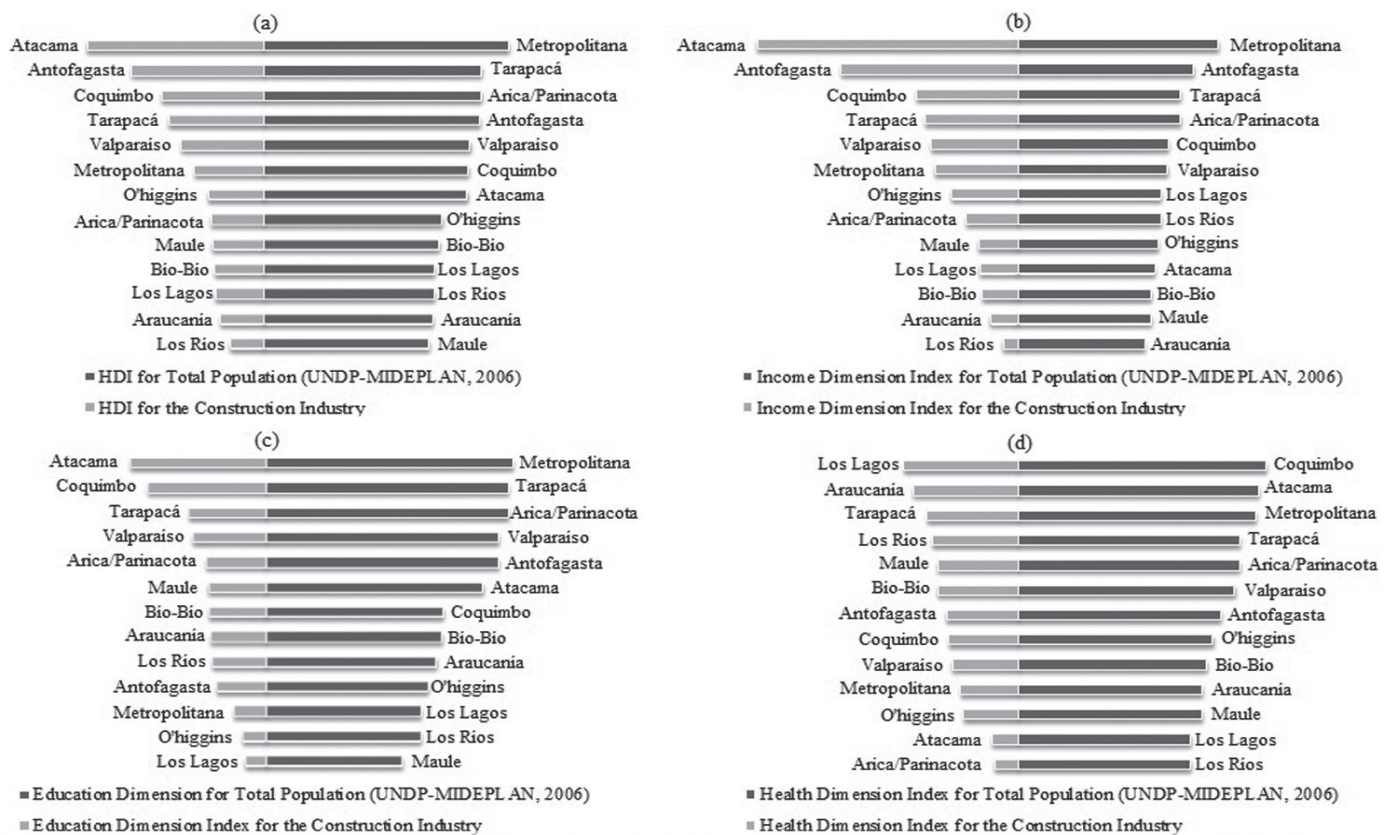 (a)
Atacama Metropolitana
Antofagasta Tarapacá
Coquimbo Arica/Parinacota
Tarapacá Antofagasta
Valparaiso Valparaiso
Metropolitana Coquimbo
O'higgins Atacama
Arica/Parinacota O'higgins
Maule Bio-Bio
Bio-Bio Los Lagos
Los Lagos Los Rios
Araucania Araucania
Los Rios Maule
HDI for Total Population (UNDP-MIDEPLAN, 2006)
HDI for the Construction Industry
(b)
Atacama Metropolitana
Antofagasta Antofagasta
Coquimbo Tarapacá
Tarapacá Arica/Parinacota
Valparaiso Coquimbo
Metropolitana Valparaiso
O'higgins Los Lagos
Arica/Parinacota Los Rios
Maule O'higgins
Los Lagos Atacama
Bio-Bio Bio-Bio
Araucania Maule
Los Rios Araucania
Income Dimension Index for Total Population (UNDP-MIDEPLAN, 2006)
Income Dimension Index for the Construction Industry
(c)
Atacama Metropolitana
Coquimbo Tarapacá
Tarapacá Arica/Parinacota
Valparaiso Valparaiso
Arica/Parinacota Antofagasta
Maule Atacama
Bio-Bio Coquimbo
Araucania Bio-Bio
Los Rios Araucania
Antofagasta O'higgins
Metropolitana Los Lagos
O'higgins Los Rios
Los Lagos Maule
Education Dimension for Total Population (UNDP-MIDEPLAN, 2006)
Education Dimension Index for the Construction Industry
(d)
Los Lagos Coquimbo
Araucania Atacama
Tarapacá Metropolitana
Los Rios Tarapacá
Maule Arica/Parinacota
Bio-Bio Valparaiso
Antofagasta Antofagasta
Coquimbo O'higgins
Valparaiso Bio-Bio
Metropolitana Araucania
O'higgins Maule
Atacama Los Lagos
Arica/Parinacota Los Rios
Health Dimension Index for Total Population (UNDP-MIDEPLAN, 2006)
Health Dimension Index for the Construction Industry